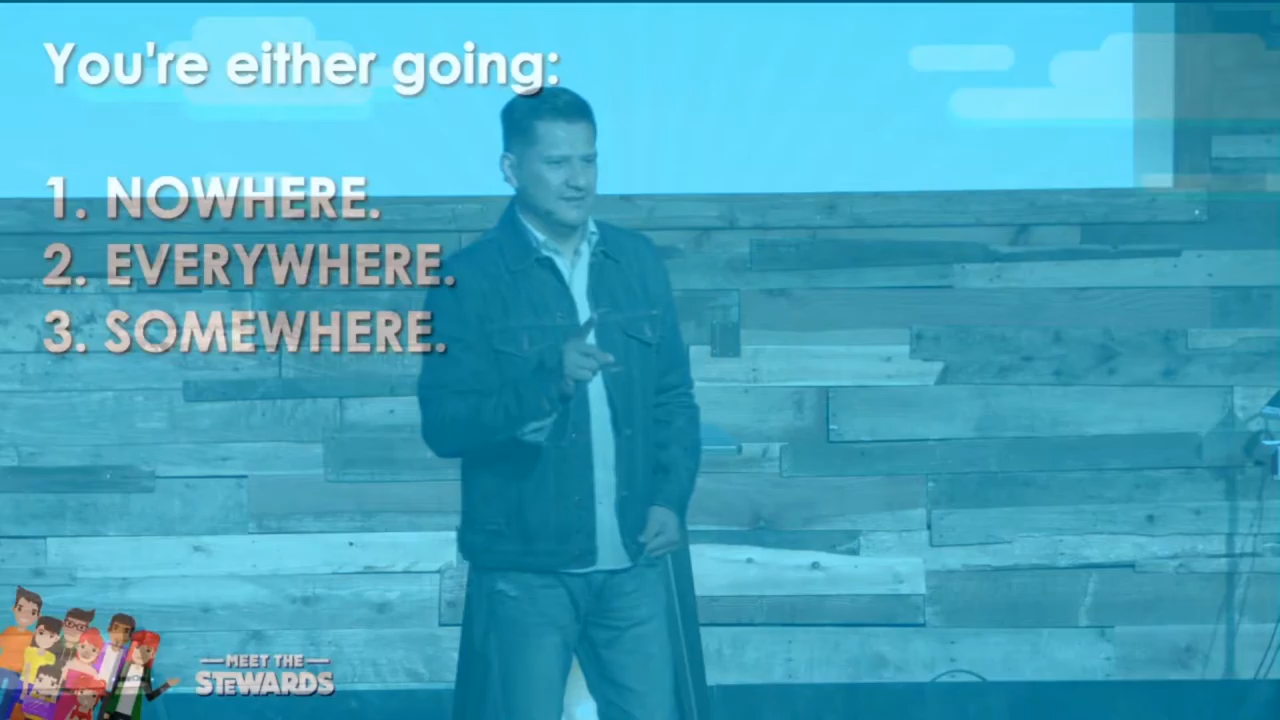 You're either going:
1. NOWHERE.
2. EVERYWHERE.
3. SOMEWHERE.
MEET THE
STEWARDS